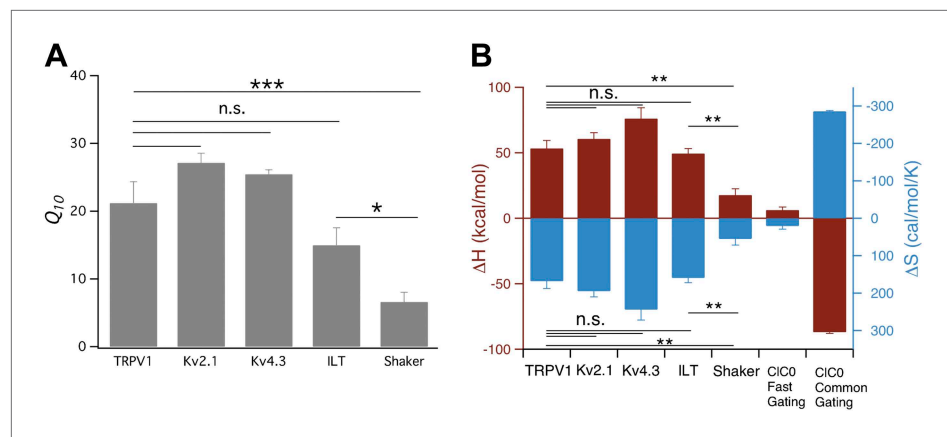 A
40
30
20
10
0
Q10
***
n.s.
*
TRPV1 Kv2.1 Kv4.3 ILT Shaker
B
100
50
0
-50
-100
ΔH (kcal/mol)
**
n.s.
**
**
n.s.
**
-300
-200
-100
0
100
200
300
ΔS (cal/mol/K)
TRPV1 Kv2.1 Kv4.3 ILT Shaker
ClC0
Fast
Gating
ClC0
Common
Gating